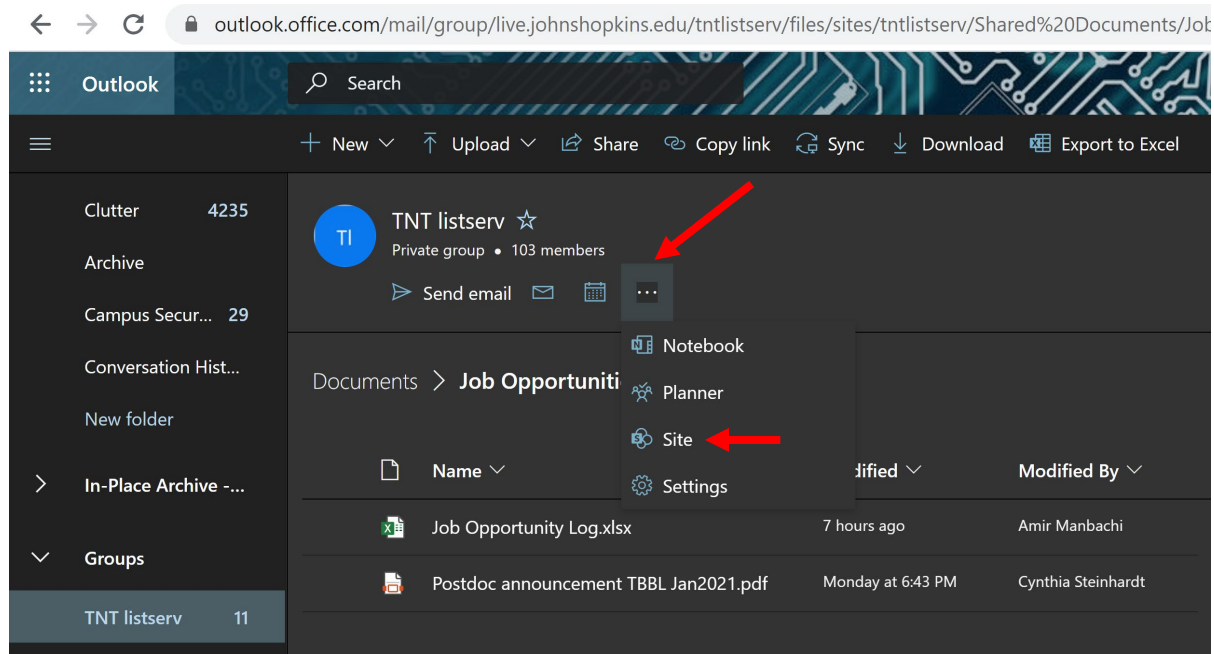 outlook.office.com/mail/group/live.johnshopkins.edu/tntlistserv/files/sites/tntlistserv/Shared%20Documents/Job
Outlook
Search
New
Upload
Share
Copy link
Sync
Download
Export to Excel
Clutter 4235
Archive
Campus Secur... 29
Conversation Hist...
New folder
In-Place Archive -...
Groups
TNT listserv 11
Tl
TNT listserv
Private group • 103 members
Send email
...
Notebook
Planner
Site
Settings
Documents > Job Opportuniti
Name
dified
Modified By
Job Opportunity Log.xlsx 7 hours ago Amir Manbachi
Postdoc announcement TBBL Jan2021.pdf Monday at 6:43 PM Cynthia Steinhardt